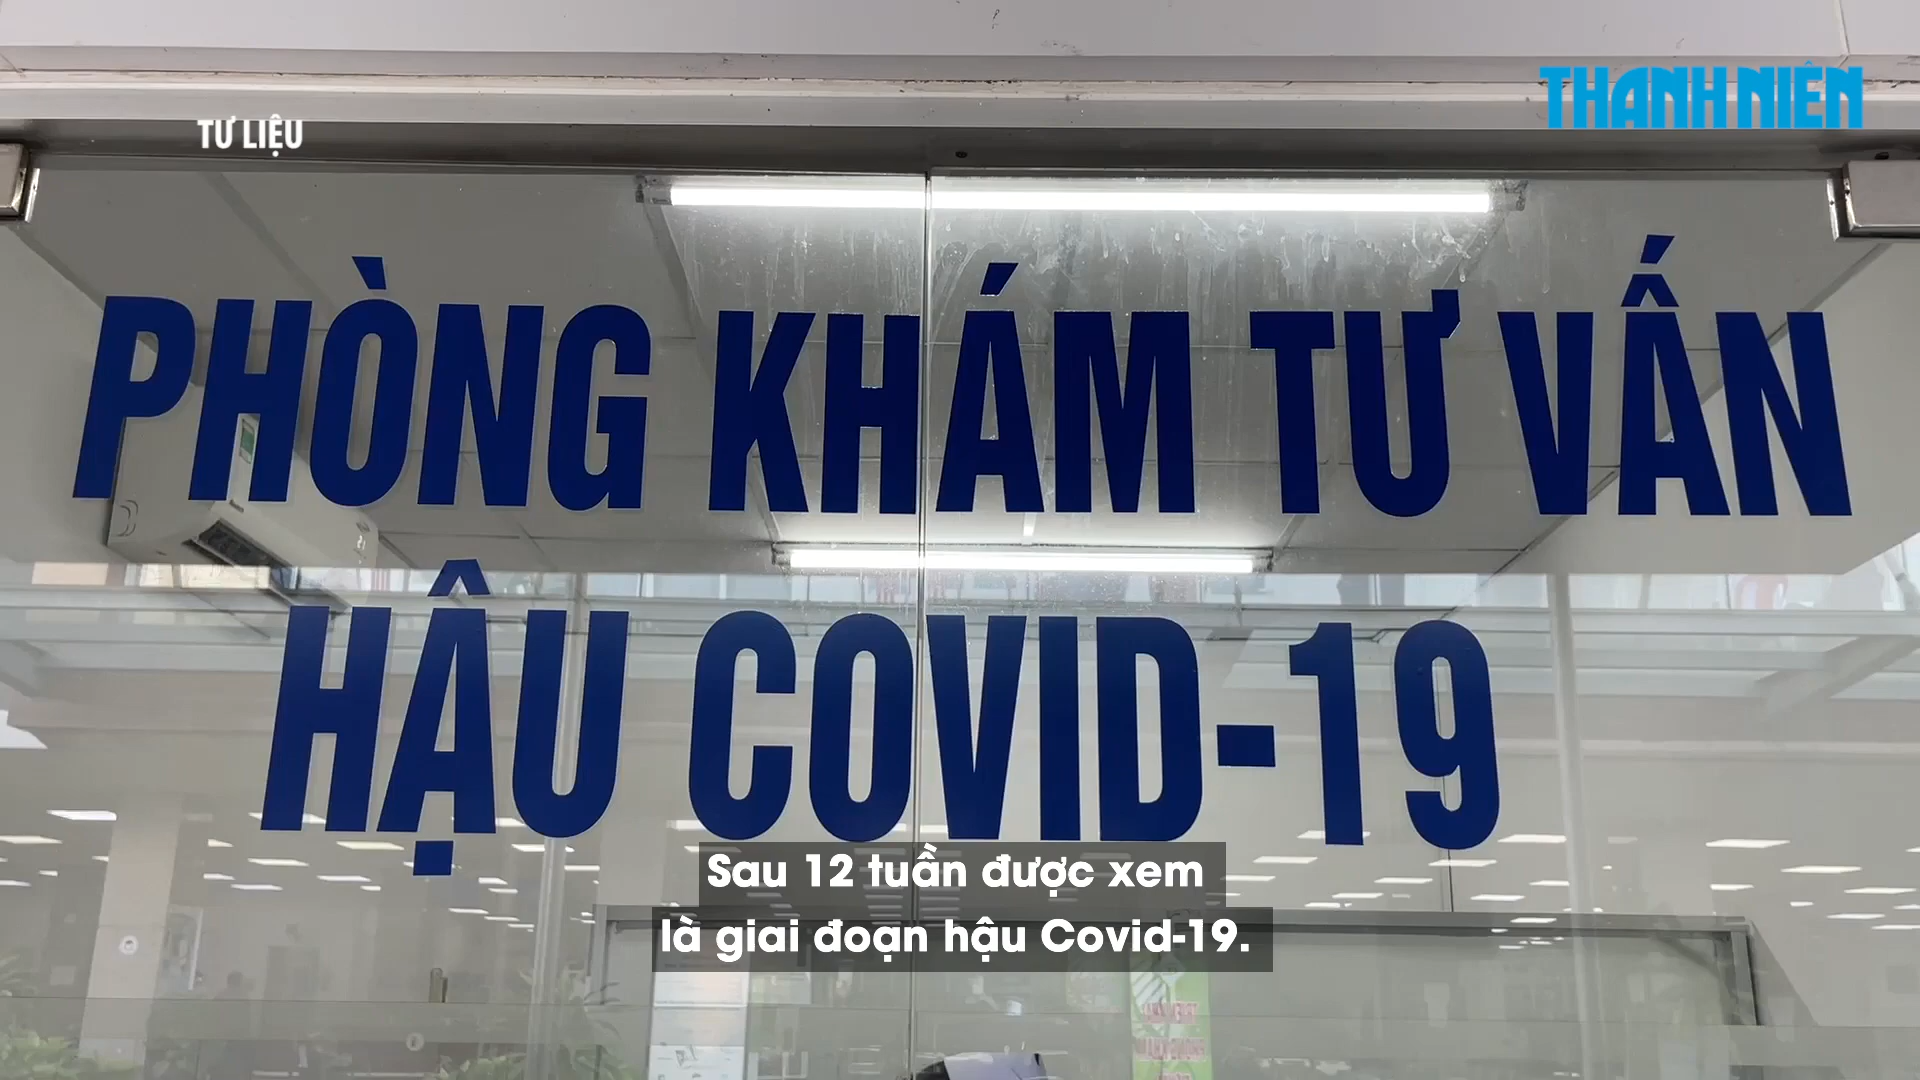 THANH NIÊN
TƯ LIỆU
PHÒNG KHÁM TƯ VẤN
HẬU COVID-19
Sau 12 tuần được xem
là giai đoạn hậu Covid-19.